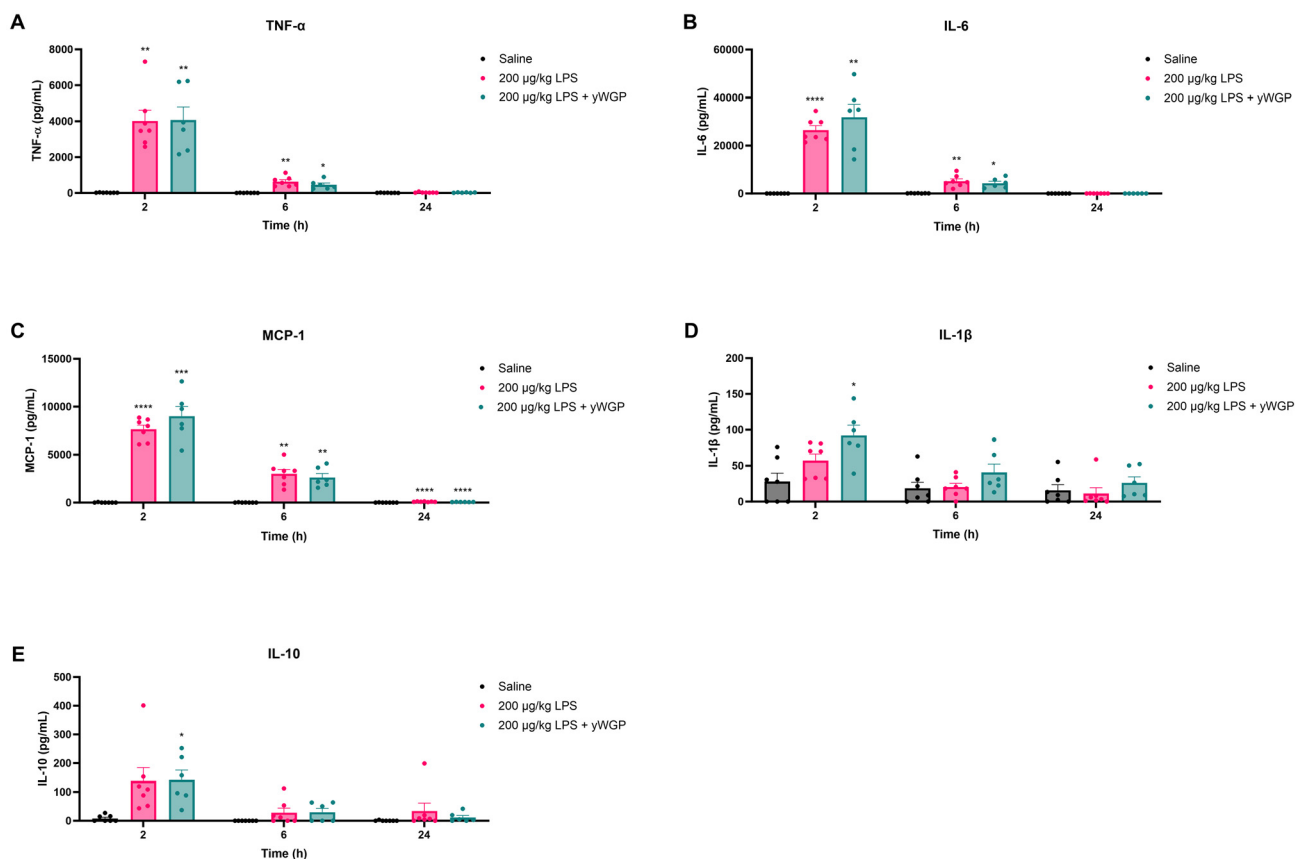 A
TNF-α
TNF-α (pg/mL)
8000
6000
4000
2000
0
**
**
**
*
2
6
24
Time (h)
Saline
200 µg/kg LPS
200 µg/kg LPS + yWGP
B
IL-6
IL-6 (pg/mL)
60000
40000
20000
0
****
**
**
*
2
6
24
Time (h)
Saline
200 µg/kg LPS
200 µg/kg LPS + yWGP
C
MCP-1
MCP-1 (pg/mL)
15000
10000
5000
0
****
***
**
**
****
****
2
6
24
Time (h)
Saline
200 µg/kg LPS
200 µg/kg LPS + yWGP
D
IL-1β
IL-1β (pg/mL)
200
150
100
50
0
*
2
6
24
Time (h)
Saline
200 µg/kg LPS
200 µg/kg LPS + yWGP
E
IL-10
IL-10 (pg/mL)
500
400
300
200
100
0
*
2
6
24
Time (h)
Saline
200 µg/kg LPS
200 µg/kg LPS + yWGP